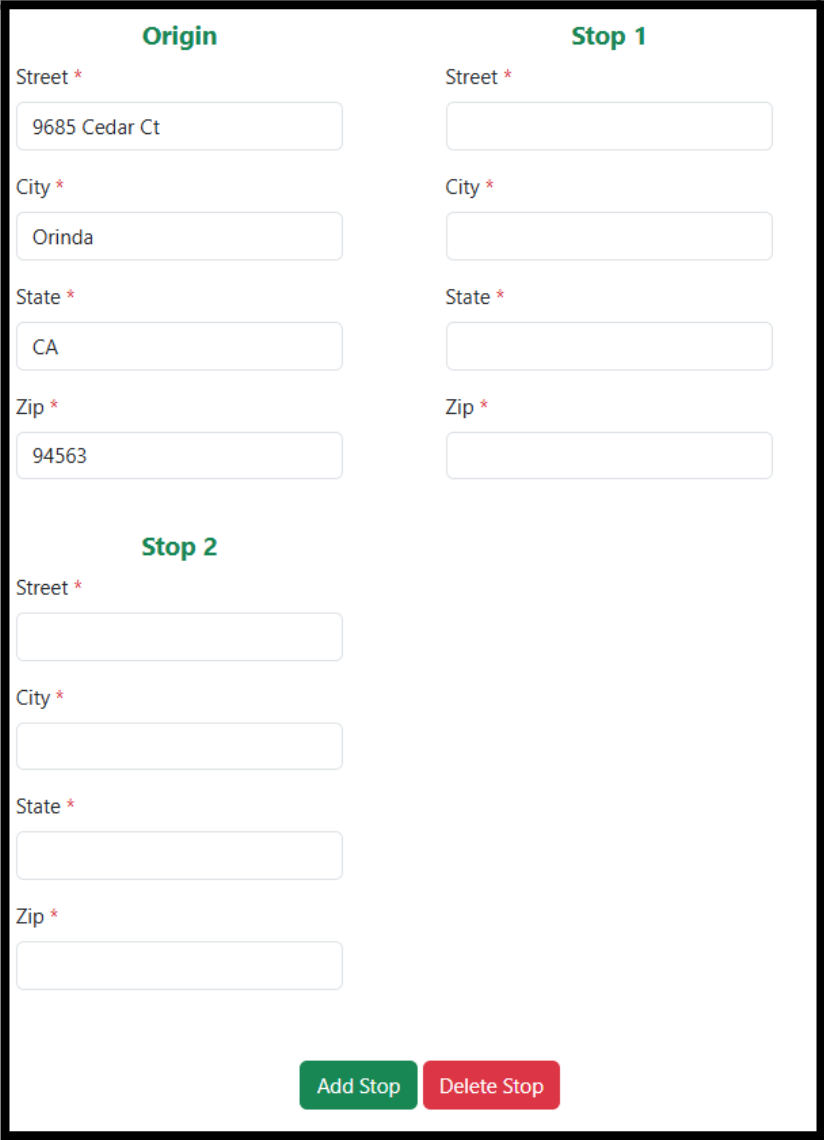 Origin
Street *
9685 Cedar Ct
City *
Orinda
State *
CA
Zip *
94563
Stop 1
Street *
City *
State *
Zip *
Stop 2
Street *
City *
State *
Zip *
Add Stop
Delete Stop